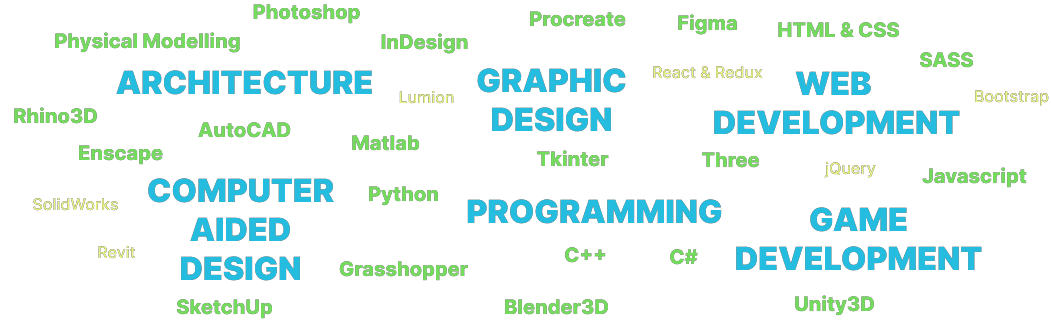 Photoshop
Procreate
Figma
HTML & CSS
Physical Modelling
InDesign
SASS
ARCHITECTURE
Lumion
GRAPHIC
DESIGN
React & Redux
WEB
DEVELOPMENT
Bootstrap
Rhino3D
AutoCAD
Matlab
Enscape
Tkinter
Three
jQuery
Javascript
COMPUTER
AIDED
DESIGN
Python
SolidWorks
PROGRAMMING
GAME
DEVELOPMENT
Revit
C++
C#
Grasshopper
SketchUp
Blender3D
Unity3D